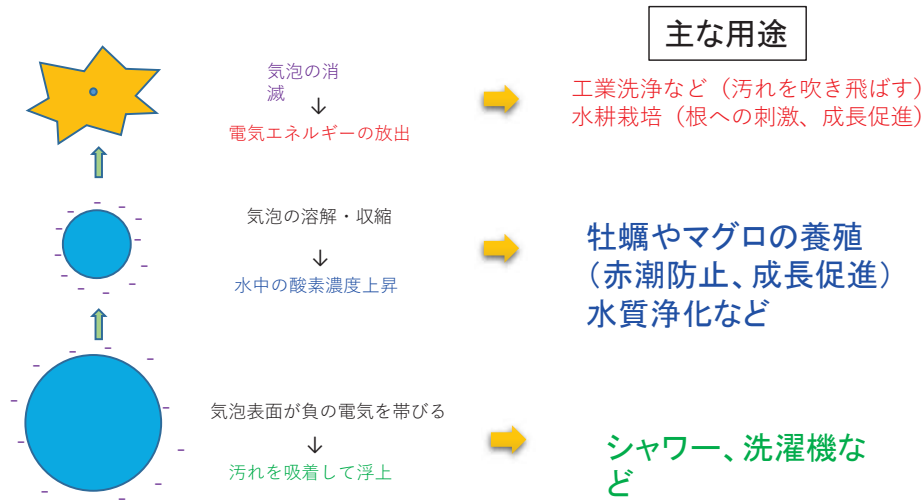 主な用途
気泡の消
滅
↓
電気エネルギーの放出
工業洗浄など（汚れを吹き飛ばす）
水耕栽培（根への刺激、成長促進）
気泡の溶解・収縮
↓
水中の酸素濃度上昇
牡蠣やマグロの養殖
（赤潮防止、成長促進）
水質浄化など
気泡表面が負の電気を帯びる
↓
汚れを吸着して浮上
シャワー、洗濯機な
ど